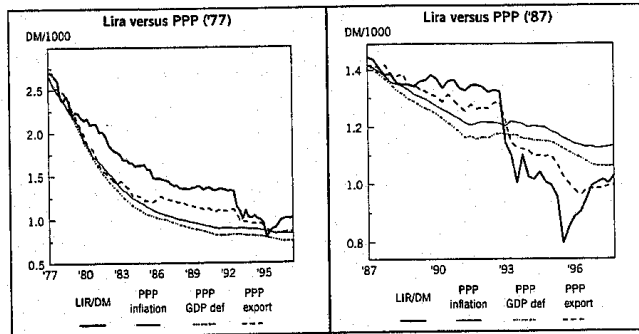 Lira versus PPP ('77)
DM/1000
2.5
2.0
1.5
1.0
0.5
'77 '80 '83 '86 '89 '92 '95
LIR/DM PPP inflation PPP GDP def PPP export
Lira versus PPP ('87)
DM/1000
1.4
1.2
1.0
0.8
'87 '90 '93 '96
LIR/DM PPP inflation PPP GDP def PPP export